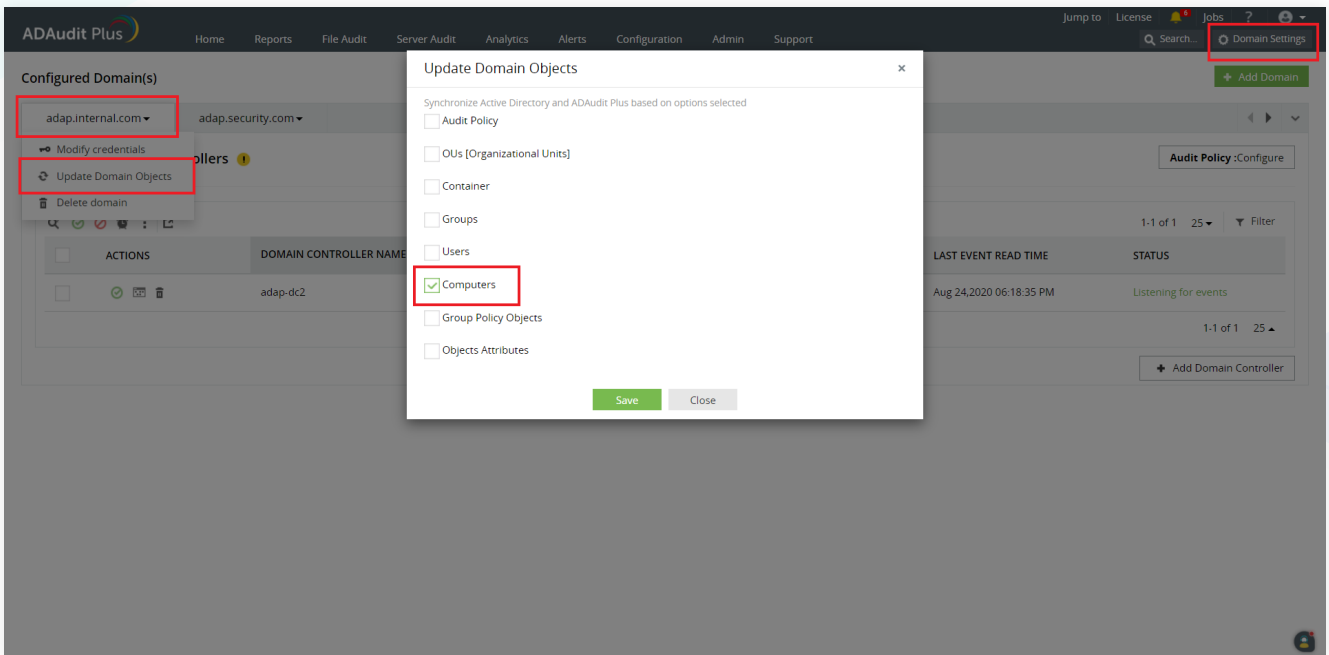 Jump to License 6 Jobs ?
ADAudit Plus Home Reports File Audit Server Audit Analytics Alerts Configuration Admin Support Search... Domain Settings
Configured Domain(s)
+ Add Domain
adap.internal.com adap.security.com
Modify credentials
ollers
Audit Policy :Configure
Update Domain Objects
Delete domain
1-1 of 1 25 Filter
ACTIONS DOMAIN CONTROLLER NAME LAST EVENT READ TIME STATUS
adap-dc2 Aug 24,2020 06:18:35 PM Listening for events
1-1 of 1 25
+ Add Domain Controller
Update Domain Objects ×
Synchronize Active Directory and ADAudit Plus based on options selected
Audit Policy
OUs [Organizational Units]
Container
Groups
Users
Computers
Group Policy Objects
Objects Attributes
Save Close